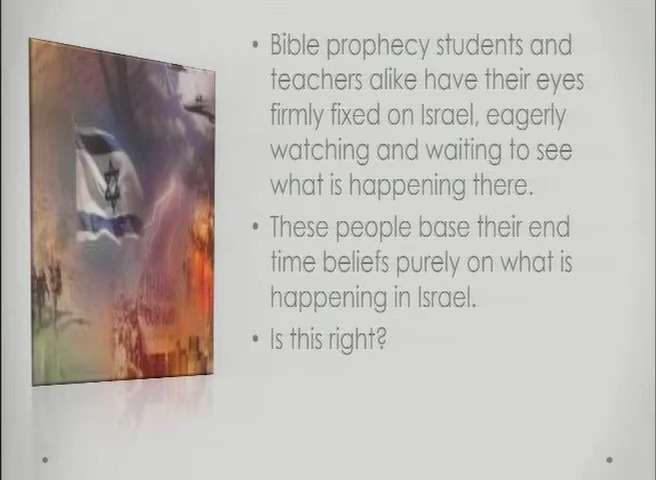 • Bible prophecy students and
teachers alike have their eyes
firmly fixed on Israel, eagerly
watching and waiting to see
what is happening there.
• These people base their end
time beliefs purely on what is
happening in Israel.
• Is this right?